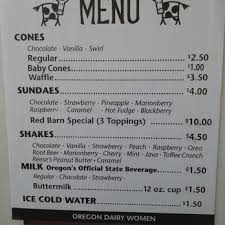 MENU
CONES
Chocolate - Vanilla - Swirl
Regular $2.50
Baby Cones $1.00
Waffle $3.50
SUNDAES $4.00
Chocolate - Strawberry - Pineapple - Marionberry
Raspberry - Caramel - Hot Fudge - Blackberry
Red Barn Special (3 Toppings) $10.00
SHAKES $4.50
Chocolate - Vanilla - Strawberry - Peach - Raspberry - Oreo
Root Beer - Marionberry - Cherry - Mint - Java - Toffee Crunch
Reese's Peanut Butter - Caramel
MILK Oregon's Official State Beverage $1.50
Regular - Chocolate - Strawberry
Buttermilk 12 oz. cup $1.50
ICE COLD WATER $1.50
OREGON DAIRY WOMEN